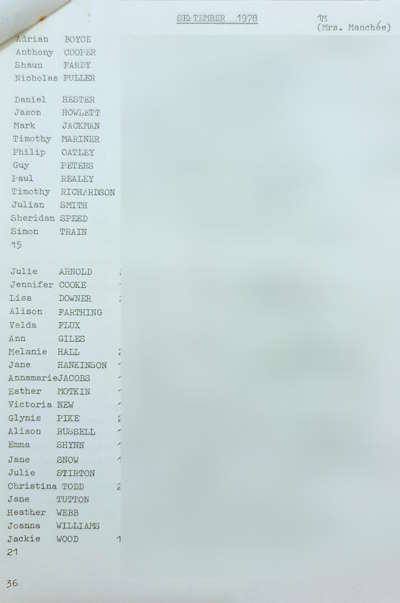 SEPTEMBER 1978 1M
(Mrs. Manchée)
Adrian BOYCE
Anthony COOPER
Shaun FARDY
Nicholas FULLER
Daniel HESTER
Jason HOWLETT
Mark JACKMAN
Timothy MARINER
Philip OATLEY
Guy PETERS
Paul REALEY
Timothy RICHARDSON
Julian SMITH
Sheridan SPEED
Simon TRAIN
15
Julie ARNOLD
Jennifer COOKE
Lisa DOWNER
Alison FARTHING
Velda FLUX
Ann GILES
Melanie HALL
Jane HANKINSON
Annamarie JACOBS
Esther MOTKIN
Victoria NEW
Glynis PIKE
Alison RUSSELL
Emma SHYNN
Jane SNOW
Julie STIRTON
Christina TODD
Jane TUTTON
Heather WEBB
Joanna WILLIAMS
Jackie WOOD
21
36